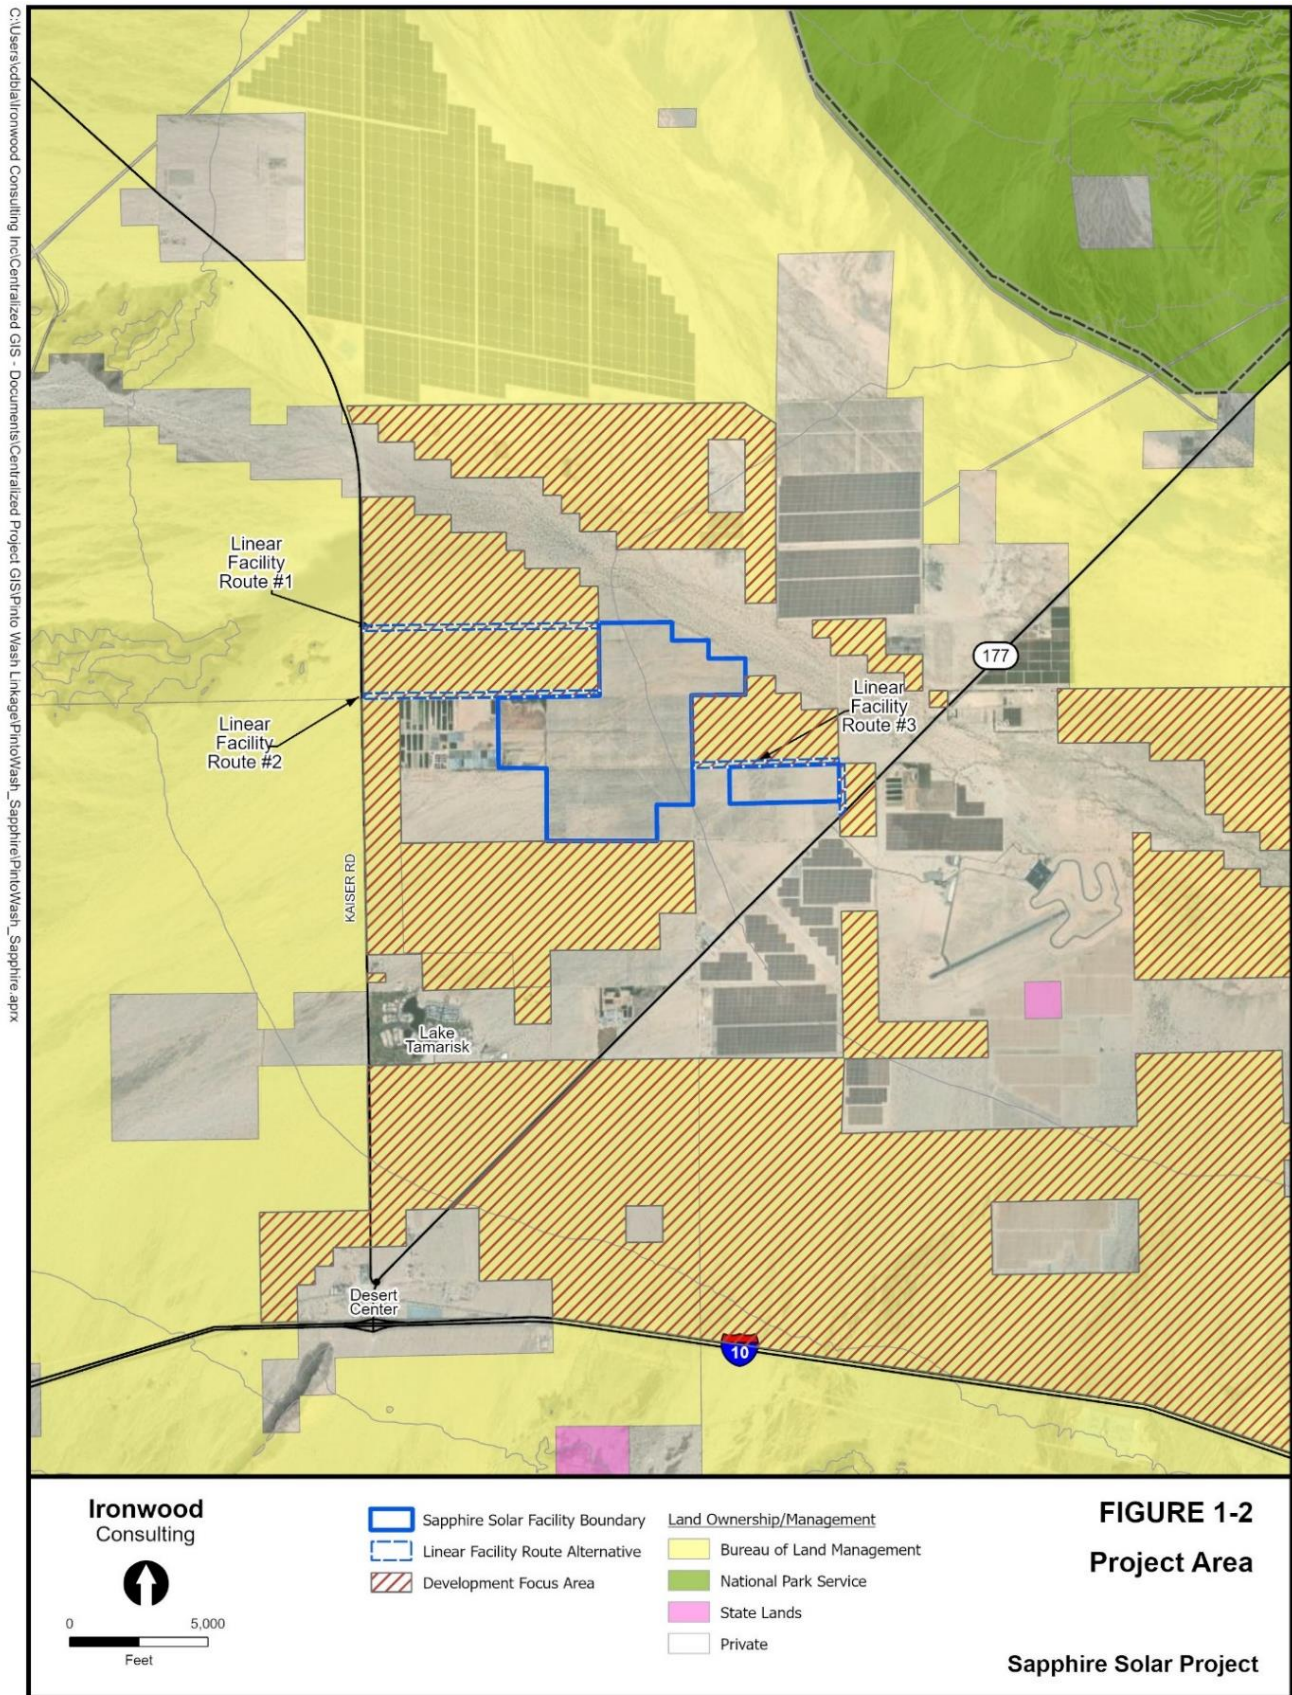 C:\Users\cdbla\Ironwood Consulting Inc\Centralized GIS - Documents\Centralized Project GIS\Pinto Wash Linkage\PintoWash_Sapphire\PintoWash_Sapphire.aprx
Linear
Facility
Route #1
177
Linear
Facility
Route #3
Linear
Facility
Route #2
KAISER RD
Lake
Tamarisk
Desert
Center
10
Ironwood
Consulting
0 5,000
Feet
Sapphire Solar Facility Boundary
Linear Facility Route Alternative
Development Focus Area
Land Ownership/Management
Bureau of Land Management
National Park Service
State Lands
Private
FIGURE 1-2
Project Area
Sapphire Solar Project